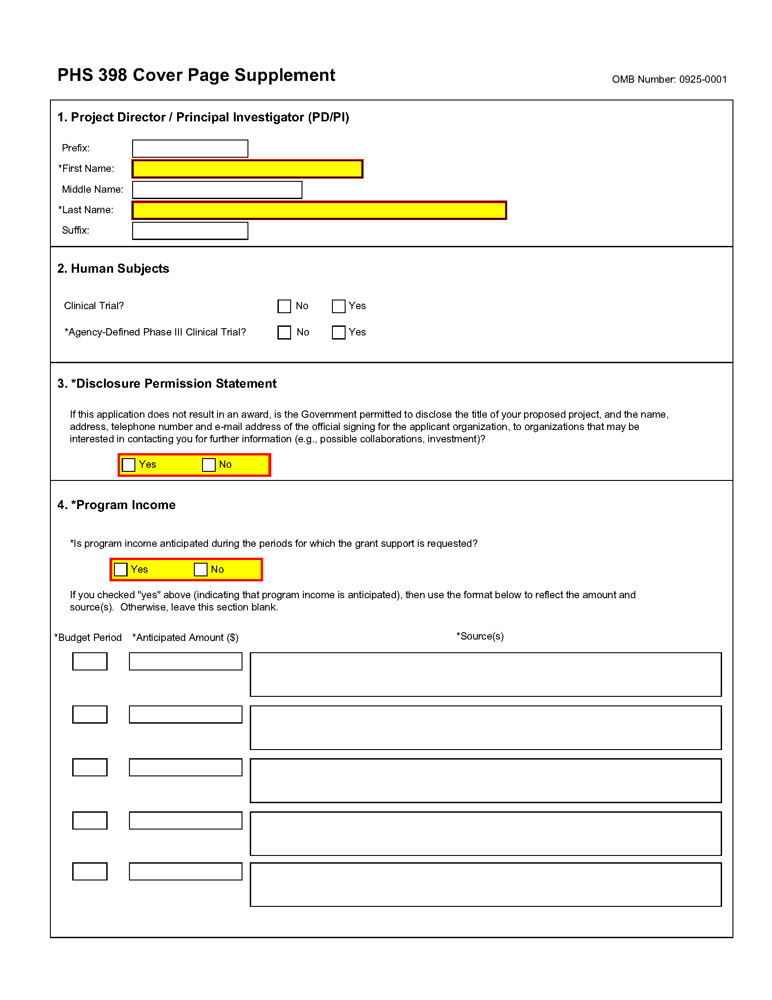 PHS 398 Cover Page Supplement
OMB Number: 0925-0001
1. Project Director / Principal Investigator (PD/PI)
Prefix:
*First Name:
Middle Name:
*Last Name:
Suffix:
2. Human Subjects
Clinical Trial? No Yes
*Agency-Defined Phase III Clinical Trial? No Yes
3. *Disclosure Permission Statement
If this application does not result in an award, is the Government permitted to disclose the title of your proposed project, and the name,
address, telephone number and e-mail address of the official signing for the applicant organization, to organizations that may be
interested in contacting you for further information (e.g., possible collaborations, investment)?
Yes No
4. *Program Income
*Is program income anticipated during the periods for which the grant support is requested?
Yes No
If you checked "yes" above (indicating that program income is anticipated), then use the format below to reflect the amount and
source(s). Otherwise, leave this section blank.
*Budget Period *Anticipated Amount ($) *Source(s)